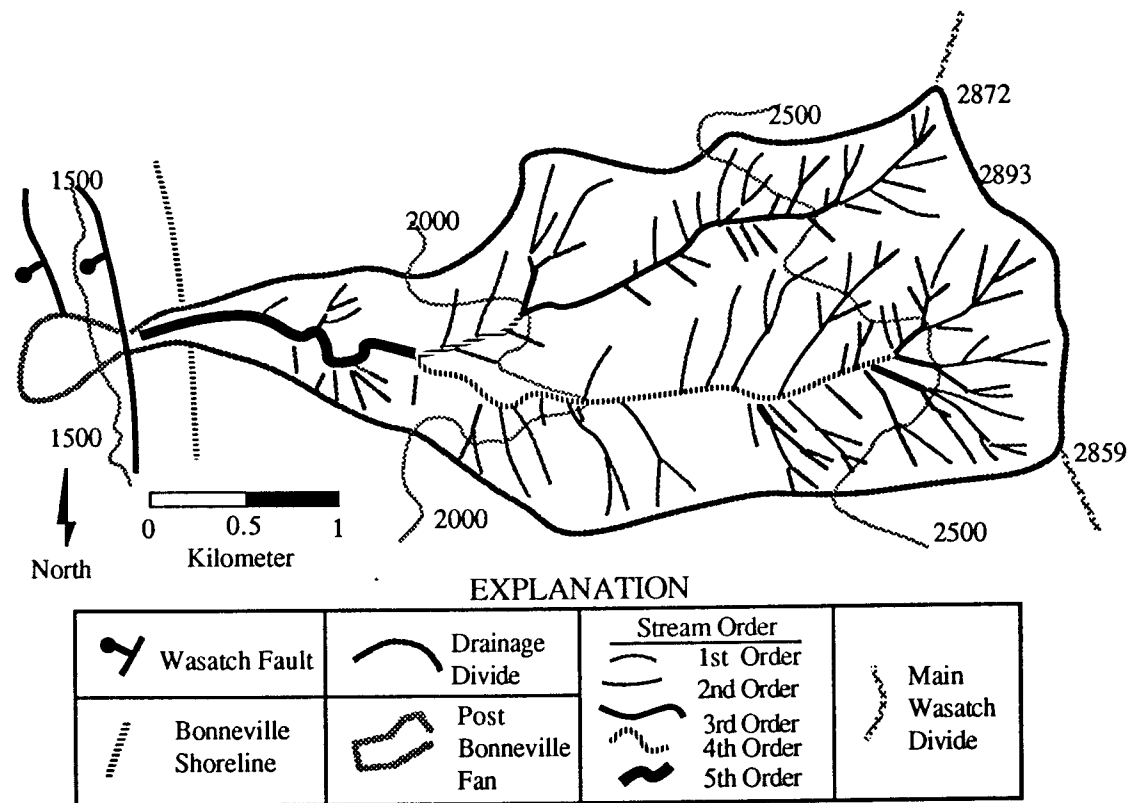 2872
2500
2893
1500
2000
1500
2859
2000
2500
0 0.5 1
Kilometer
North
EXPLANATION
Wasatch Fault
Drainage
Divide
Bonneville
Shoreline
Post
Bonneville
Fan
Stream Order
1st Order
2nd Order
3rd Order
4th Order
5th Order
Main
Wasatch
Divide